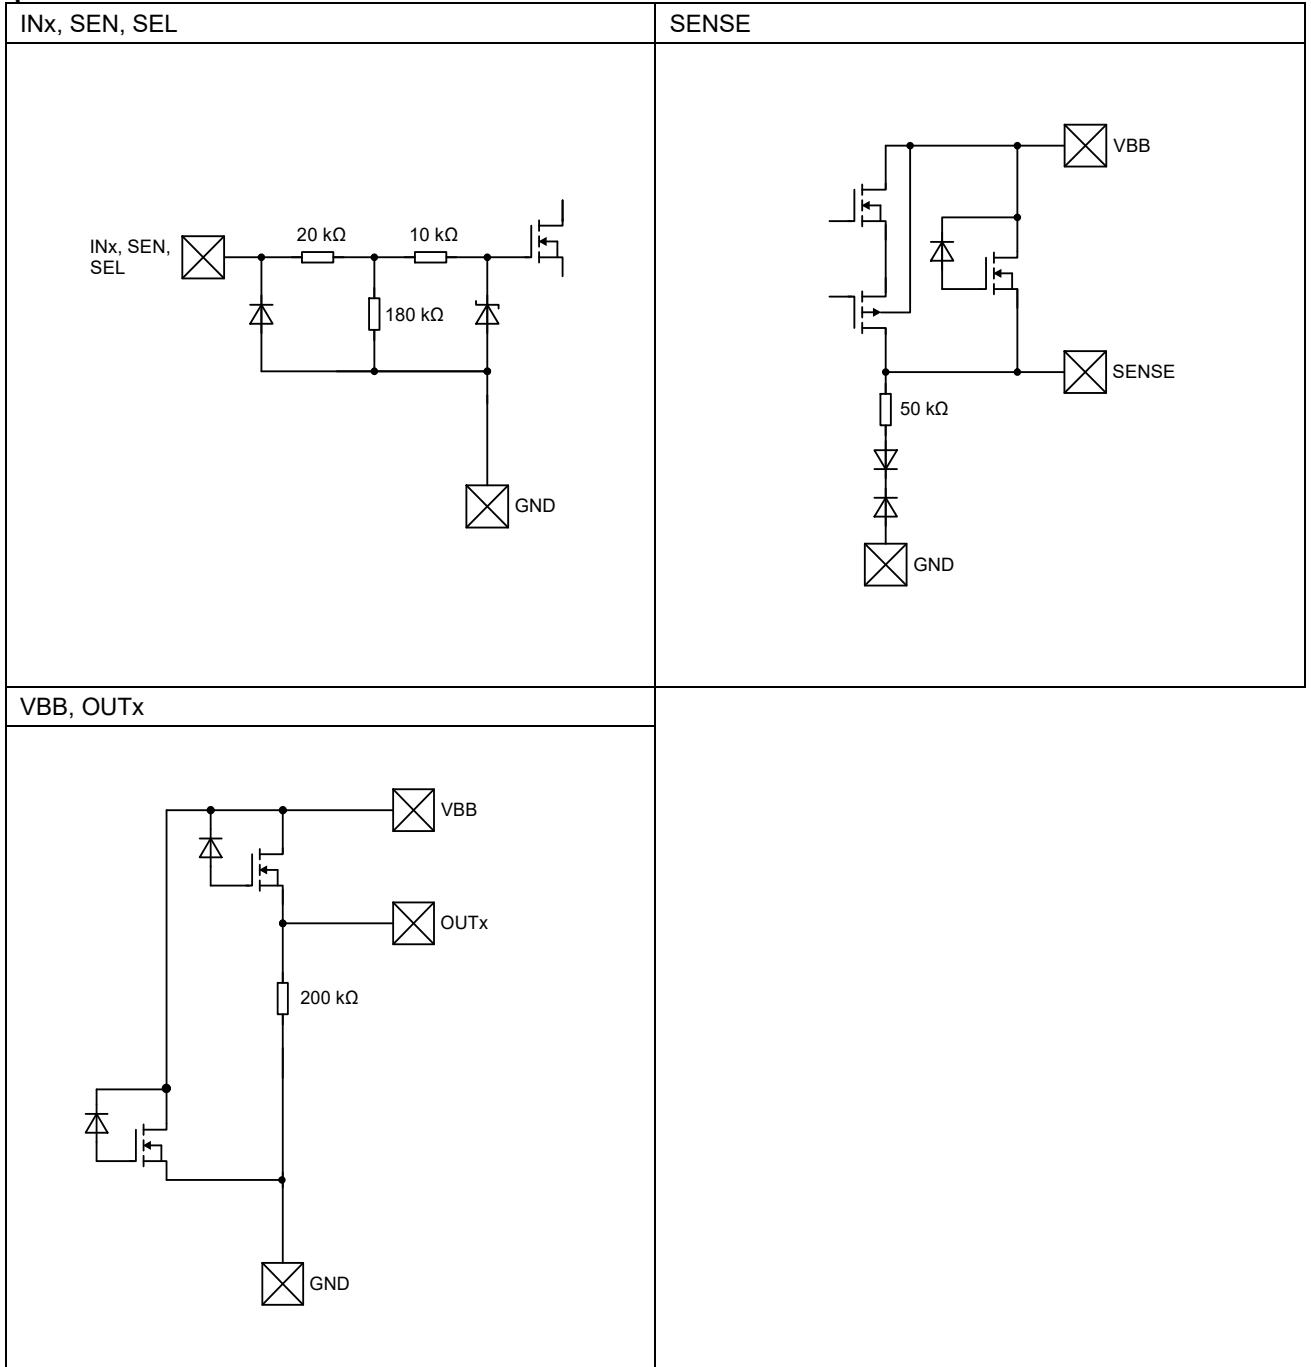 INx, SEN, SEL
SENSE
INx, SEN,
SEL
20 kΩ
10 kΩ
180 kΩ
GND
VBB
SENSE
50 kΩ
GND
VBB, OUTx
VBB
OUTx
200 kΩ
GND